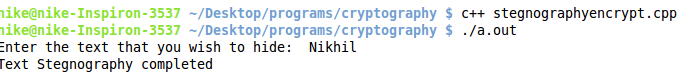 nike@nike-Inspiron-3537 ~/Desktop/programs/cryptography $ c++ stegnographyencrypt.cpp
nike@nike-Inspiron-3537 ~/Desktop/programs/cryptography $ ./a.out
Enter the text that you wish to hide:  Nikhil
Text Stegnography completed